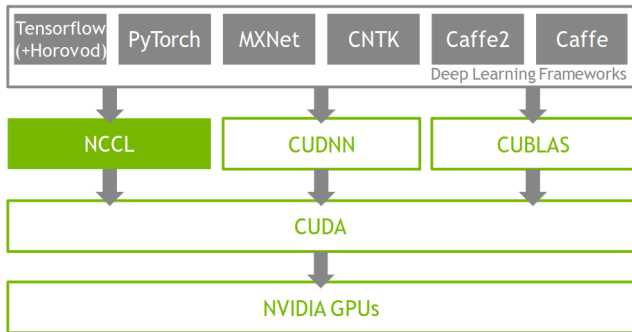 Tensorflow
(+Horovod)
PyTorch
MXNet
CNTK
Caffe2
Caffe
Deep Learning Frameworks
NCCL
CUDNN
CUBLAS
CUDA
NVIDIA GPUs